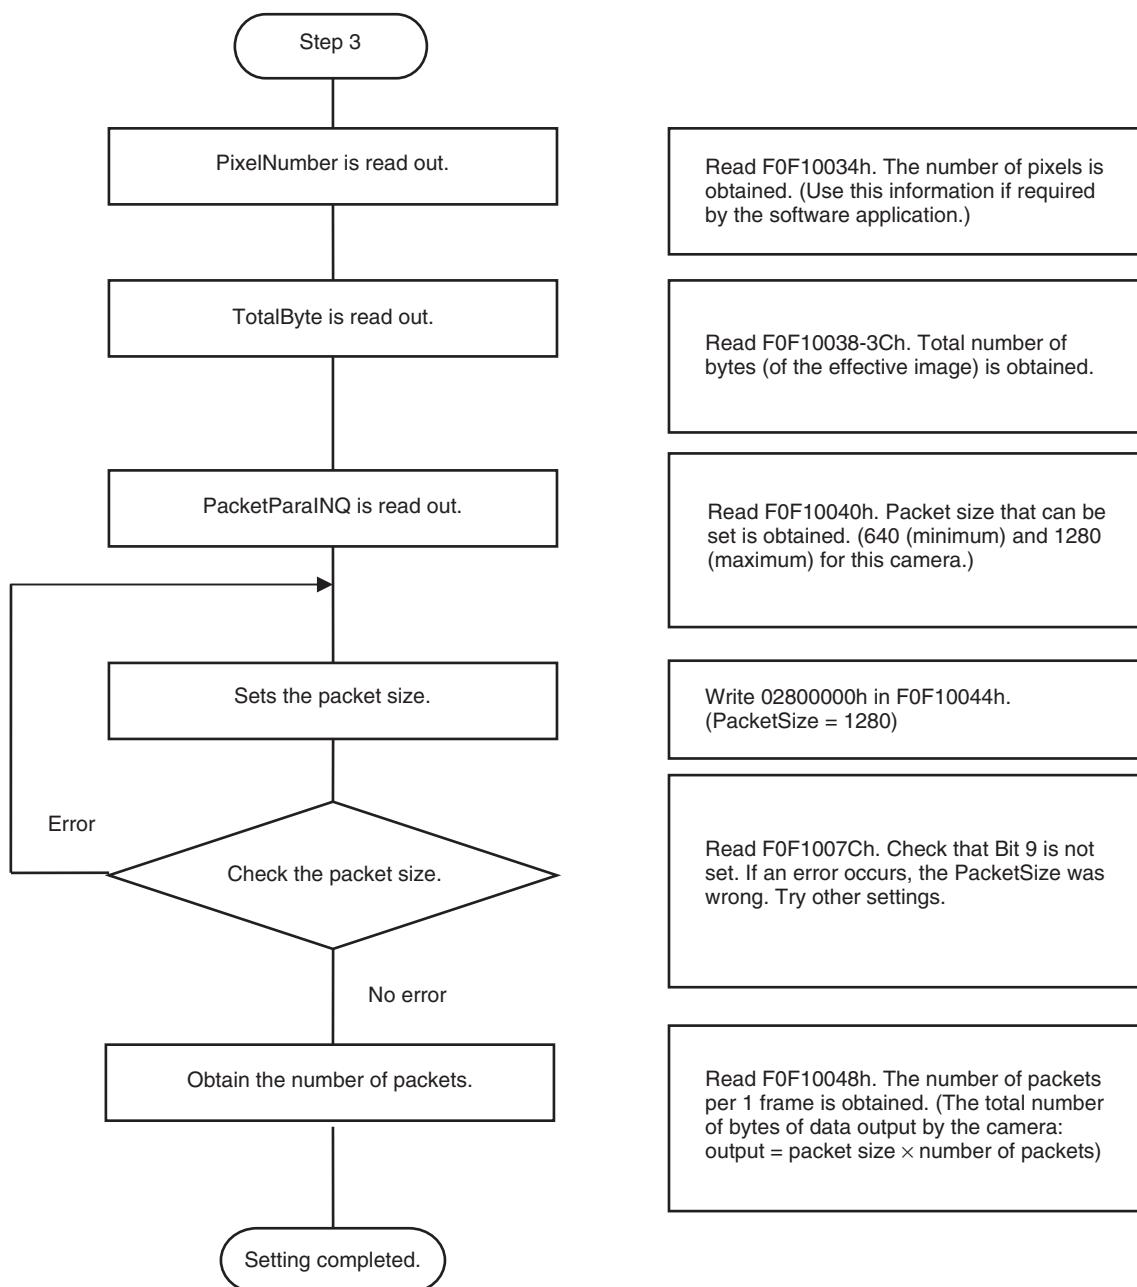 Step 3
PixelNumber is read out.
Read F0F10034h. The number of pixels is
obtained. (Use this information if required
by the software application.)
TotalByte is read out.
Read F0F10038-3Ch. Total number of
bytes (of the effective image) is obtained.
PacketParaINQ is read out.
Read F0F10040h. Packet size that can be
set is obtained. (640 (minimum) and 1280
(maximum) for this camera.)
Sets the packet size.
Write 02800000h in F0F10044h.
(PacketSize = 1280)
Error
Check the packet size.
Read F0F1007Ch. Check that Bit 9 is not
set. If an error occurs, the PacketSize was
wrong. Try other settings.
No error
Obtain the number of packets.
Read F0F10048h. The number of packets
per 1 frame is obtained. (The total number
of bytes of data output by the camera:
output = packet size × number of packets)
Setting completed.